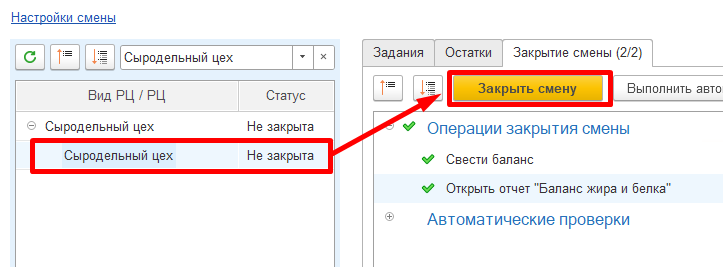 Настройки смены
Сыродельный цех
Вид РЦ / РЦ Статус
Сыродельный цех Не закрыта
Сыродельный цех Не закрыта
Задания Остатки Закрытие смены (2/2)
Закрыть смену Выполнить авто
Операции закрытия смены
Свести баланс
Открыть отчет "Баланс жира и белка"
Автоматические проверки